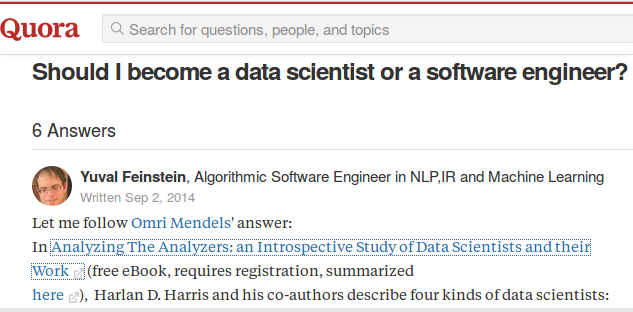 Quora
Search for questions, people, and topics
Should I become a data scientist or a software engineer?
6 Answers
Yuval Feinstein, Algorithmic Software Engineer in NLP,IR and Machine Learning
Written Sep 2, 2014
Let me follow Omri Mendels' answer:
In Analyzing The Analyzers: an Introspective Study of Data Scientists and their
Work (free eBook, requires registration, summarized
here ), Harlan D. Harris and his co-authors describe four kinds of data scientists: